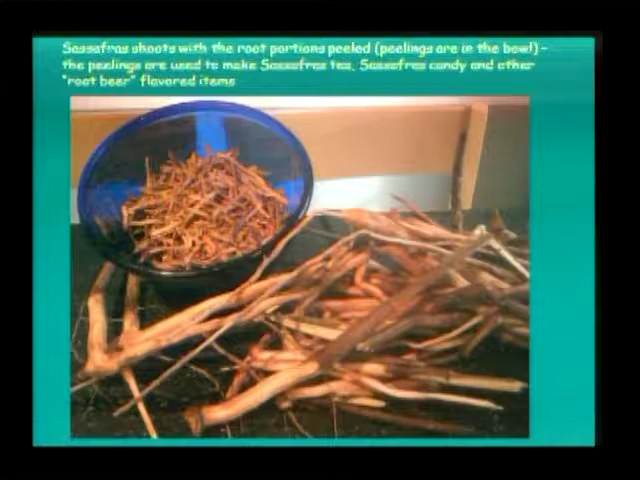 Sassafras shoots with the root portions peeled (peelings are in the bowl) –
the peelings are used to make Sassafras tea, Sassafras candy and other
"root beer" flavored items